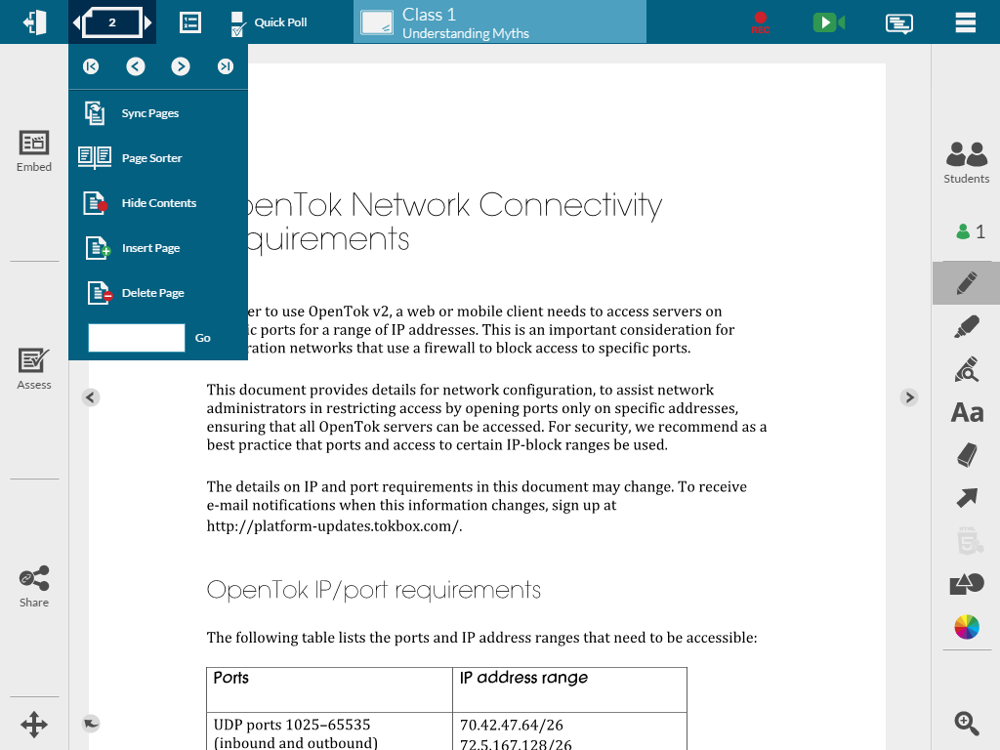 2
Quick Poll
Class 1
Understanding Myths
REC
Sync Pages
Page Sorter
Hide Contents
Insert Page
Delete Page
Go
Embed
Assess
Share
penTok Network Connectivity
quirements
er to use OpenTok v2, a web or mobile client needs to access servers on
ic ports for a range of IP addresses. This is an important consideration for
ration networks that use a firewall to block access to specific ports.
This document provides details for network configuration, to assist network
administrators in restricting access by opening ports only on specific addresses,
ensuring that all OpenTok servers can be accessed. For security, we recommend as a
best practice that ports and access to certain IP-block ranges be used.
The details on IP and port requirements in this document may change. To receive
e-mail notifications when this information changes, sign up at
http://platform-updates.tokbox.com/.
OpenTok IP/port requirements
The following table lists the ports and IP address ranges that need to be accessible:
Ports IP address range
UDP ports 1025–65535 70.42.47.64/26
(inbound and outbound) 72.5.167.128/26
Students
1
Aa
HTML
5